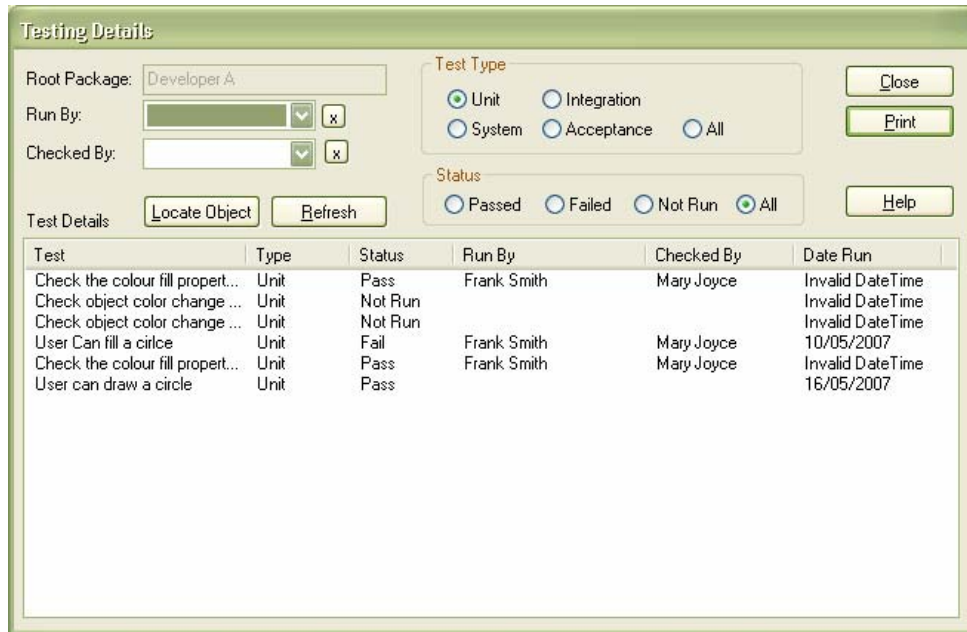 Testing Details
Root Package: Developer A
Run By: x
Checked By: x
Test Type
Unit Integration
System Acceptance All
Status
Passed Failed Not Run All
Close
Print
Help
Test Details Locate Object Refresh
Test Type Status Run By Checked By Date Run
Check the colour fill propert... Unit Pass Frank Smith Mary Joyce Invalid DateTime
Check object color change ... Unit Not Run Invalid DateTime
Check object color change ... Unit Not Run Invalid DateTime
User Can fill a cirlce Unit Fail Frank Smith Mary Joyce 10/05/2007
Check the colour fill propert... Unit Pass Frank Smith Mary Joyce Invalid DateTime
User can draw a circle Unit Pass 16/05/2007